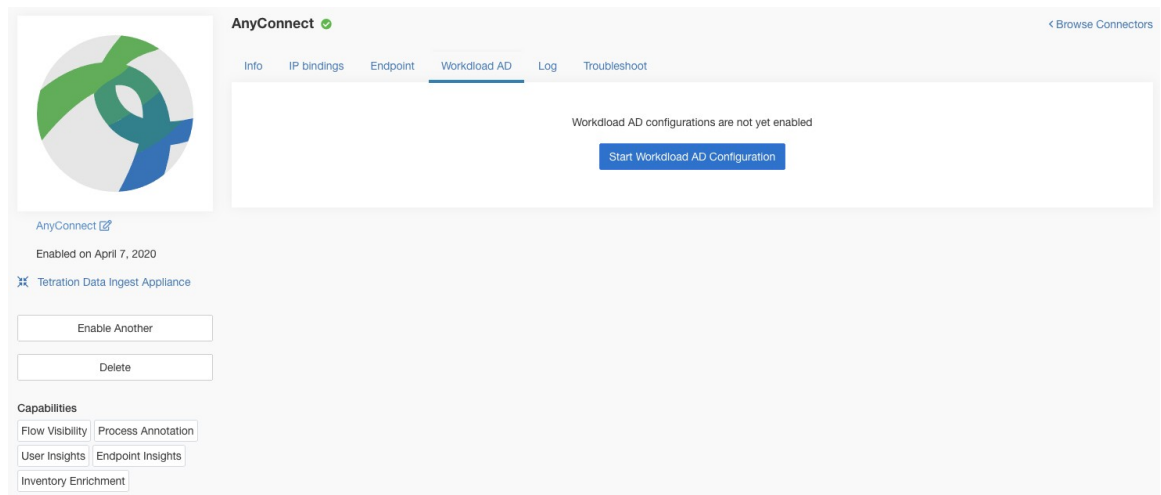 AnyConnect
< Browse Connectors
Info IP bindings Endpoint Workdload AD Log Troubleshoot
Workdload AD configurations are not yet enabled
Start Workdload AD Configuration
AnyConnect
Enabled on April 7, 2020
Tetration Data Ingest Appliance
Enable Another
Delete
Capabilities
Flow Visibility Process Annotation
User Insights Endpoint Insights
Inventory Enrichment